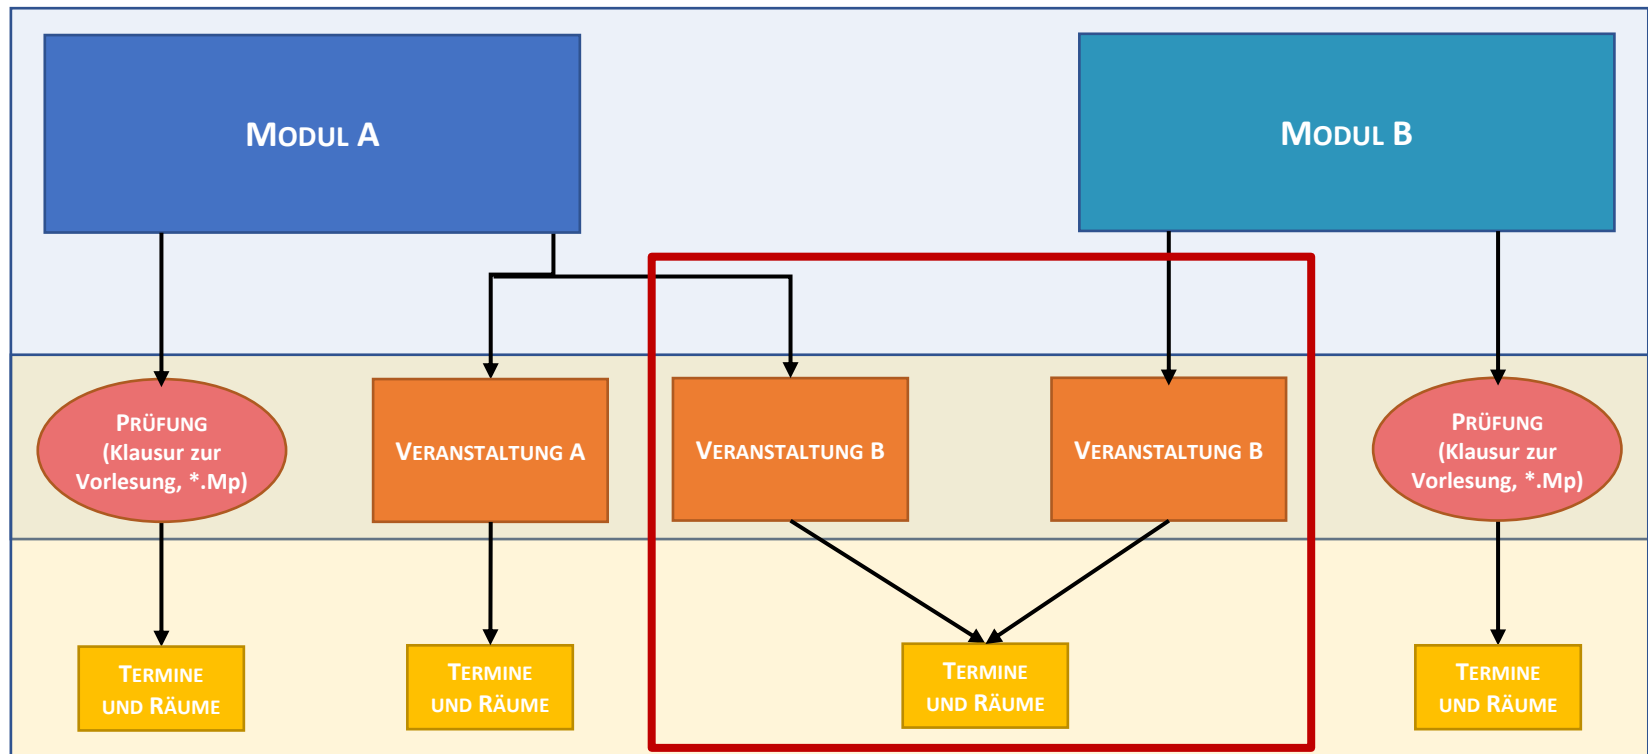 MODUL A
MODUL B
PRÜFUNG
(Klausur zur
Vorlesung, *.Mp)
VERANSTALTUNG A
VERANSTALTUNG B
VERANSTALTUNG B
PRÜFUNG
(Klausur zur
Vorlesung, *.Mp)
TERMINE
UND RÄUME
TERMINE
UND RÄUME
TERMINE
UND RÄUME
TERMINE
UND RÄUME